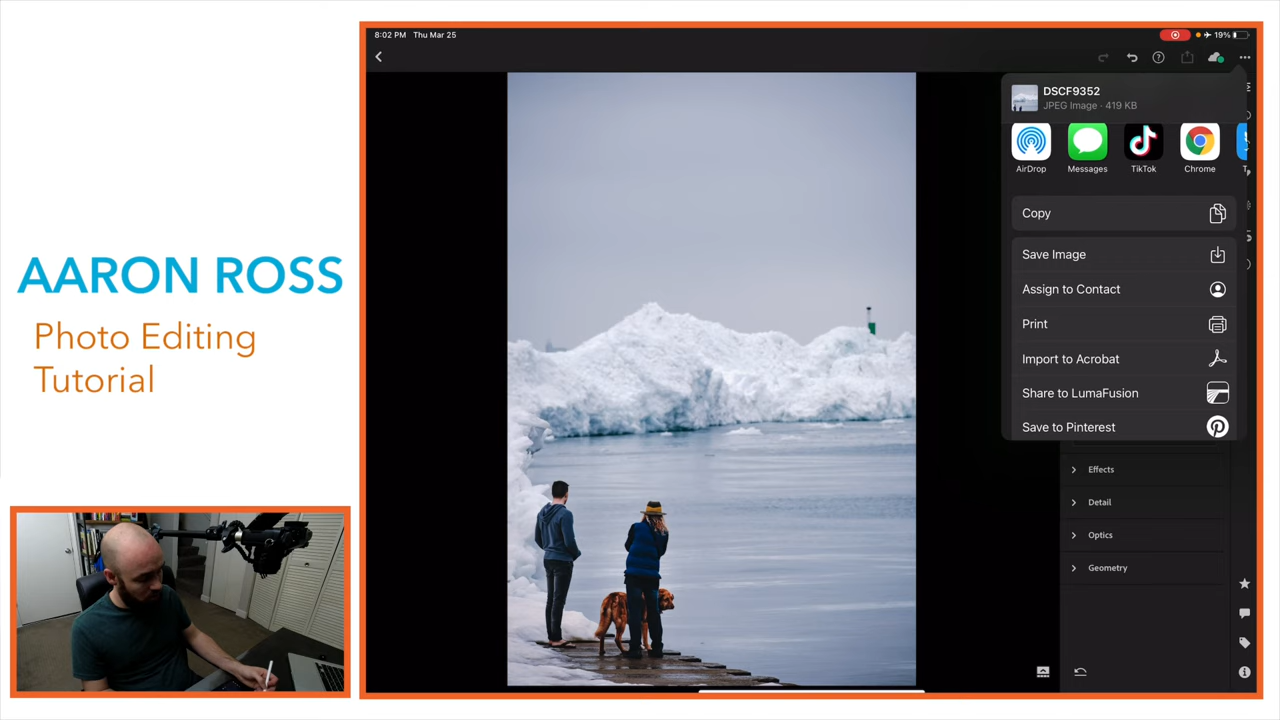 8:02 PM Thu Mar 25
19%
DSCF9352
JPEG Image · 419 KB
AirDrop
Messages
TikTok
Chrome
Copy
Save Image
Assign to Contact
Print
Import to Acrobat
Share to LumaFusion
Save to Pinterest
Effects
Detail
Optics
Geometry
AARON ROSS
Photo Editing
Tutorial